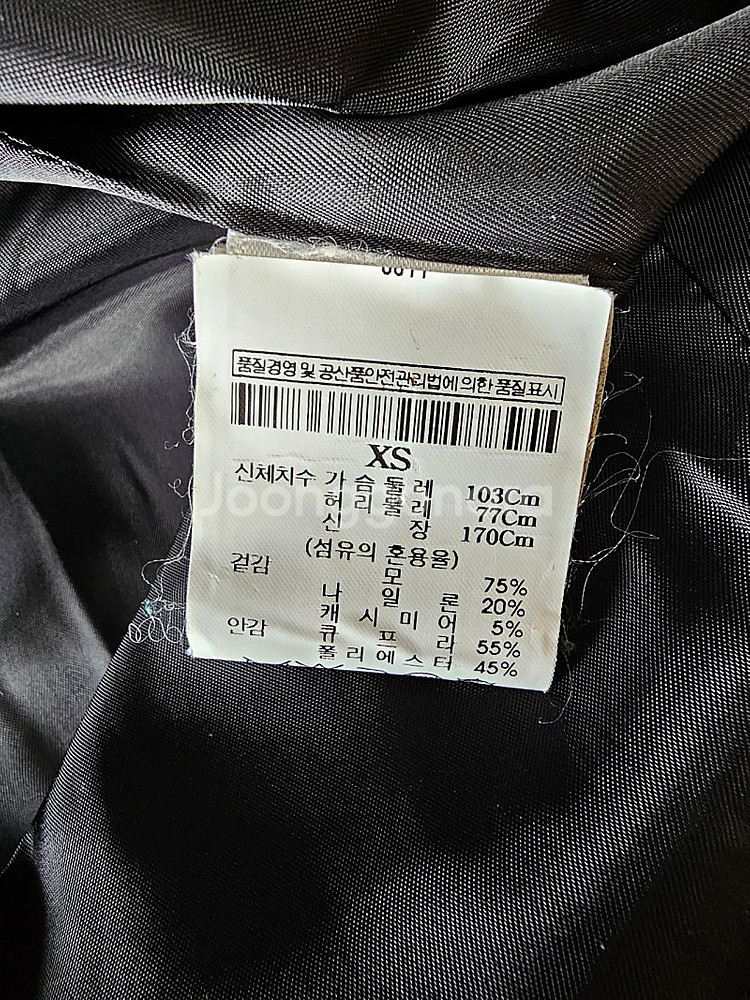 품질경영 및 공산품안전관리법에 의한 품질표시
XS
신체치수 가슴둘레 103Cm
허리둘레 77Cm
신장 170Cm
(섬유의 혼용율)
겉감 모 75%
나일론 20%
캐시미어 5%
안감 큐프라 55%
폴리에스터 45%
Joonggonara